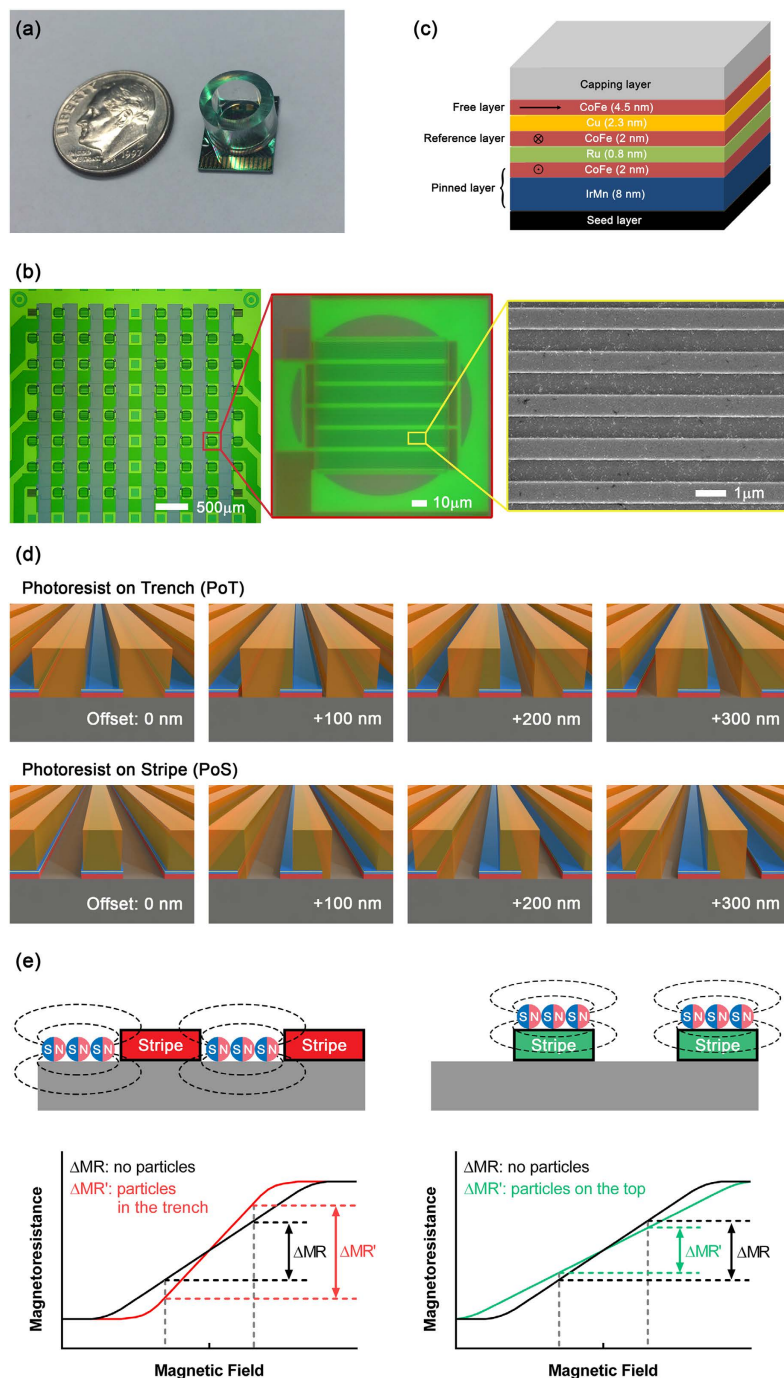 (a)
LIBERTY
1997
(c)
Capping layer
Free layer
CoFe (4.5 nm)
Cu (2.3 nm)
Reference layer
CoFe (2 nm)
Ru (0.8 nm)
CoFe (2 nm)
Pinned layer
IrMn (8 nm)
Seed layer
(b)
500μm
10μm
1μm
(d)
Photoresist on Trench (PoT)
Offset: 0 nm
+100 nm
+200 nm
+300 nm
Photoresist on Stripe (PoS)
Offset: 0 nm
+100 nm
+200 nm
+300 nm
(e)
S N S N S N Stripe S N S N S N Stripe
S N S N S N
Stripe
S N S N S N
Stripe
ΔMR: no particles
ΔMR': particles
in the trench
ΔMR
ΔMR'
Magnetoresistance
Magnetic Field
ΔMR: no particles
ΔMR': particles on the top
ΔMR'
ΔMR
Magnetoresistance
Magnetic Field